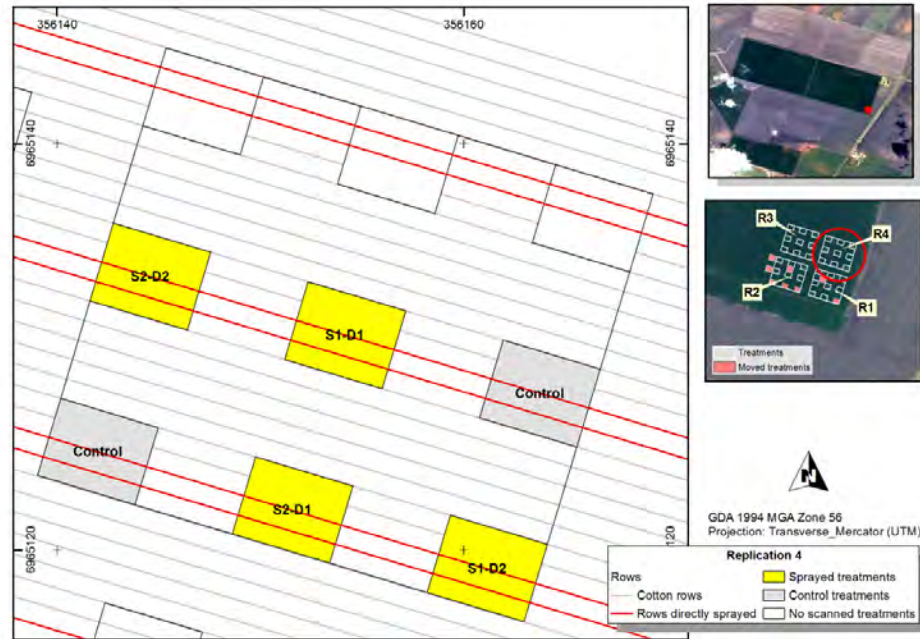 356140
356160
6965140
6965140
S2-D2
S1-D1
Control
Control
S2-D1
S1-D2
6965120
6965120
R3
R4
R2
R1
Treatments
Moved treatments
N
GDA 1994 MGA Zone 56
Projection: Transverse_Mercator (UTM)
Replication 4
Rows
Cotton rows
Rows directly sprayed
Sprayed treatments
Control treatments
No scanned treatments